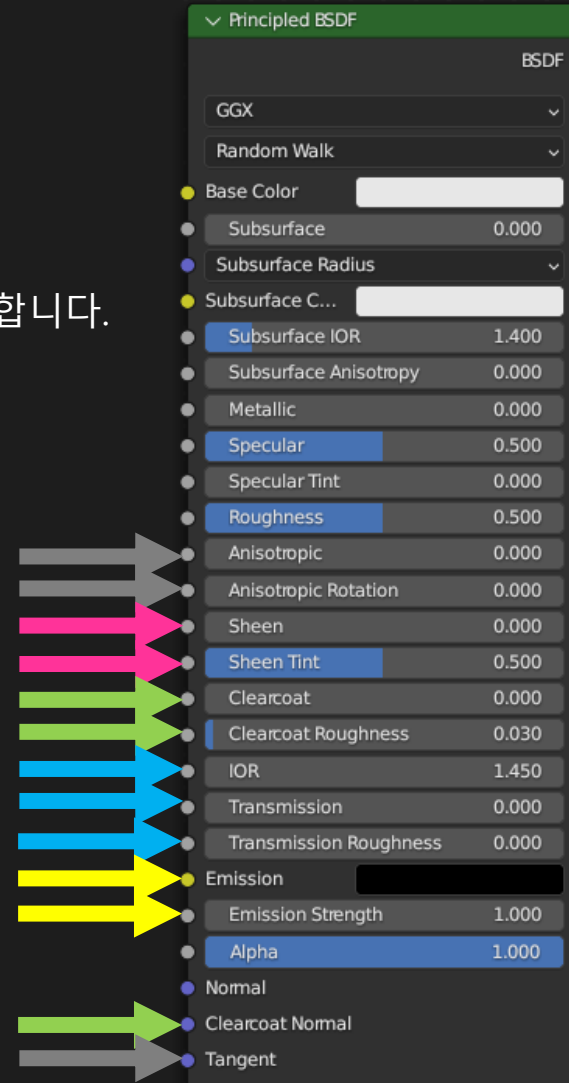 Principled BSDF
BSDF
GGX
Random Walk
Base Color
Subsurface 0.000
Subsurface Radius
합니다.
Subsurface C...
Subsurface IOR 1.400
Subsurface Anisotropy 0.000
Metallic 0.000
Specular 0.500
Specular Tint 0.000
Roughness 0.500
Anisotropic 0.000
Anisotropic Rotation 0.000
Sheen 0.000
Sheen Tint 0.500
Clearcoat 0.000
Clearcoat Roughness 0.030
IOR 1.450
Transmission 0.000
Transmission Roughness 0.000
Emission
Emission Strength 1.000
Alpha 1.000
Normal
Clearcoat Normal
Tangent